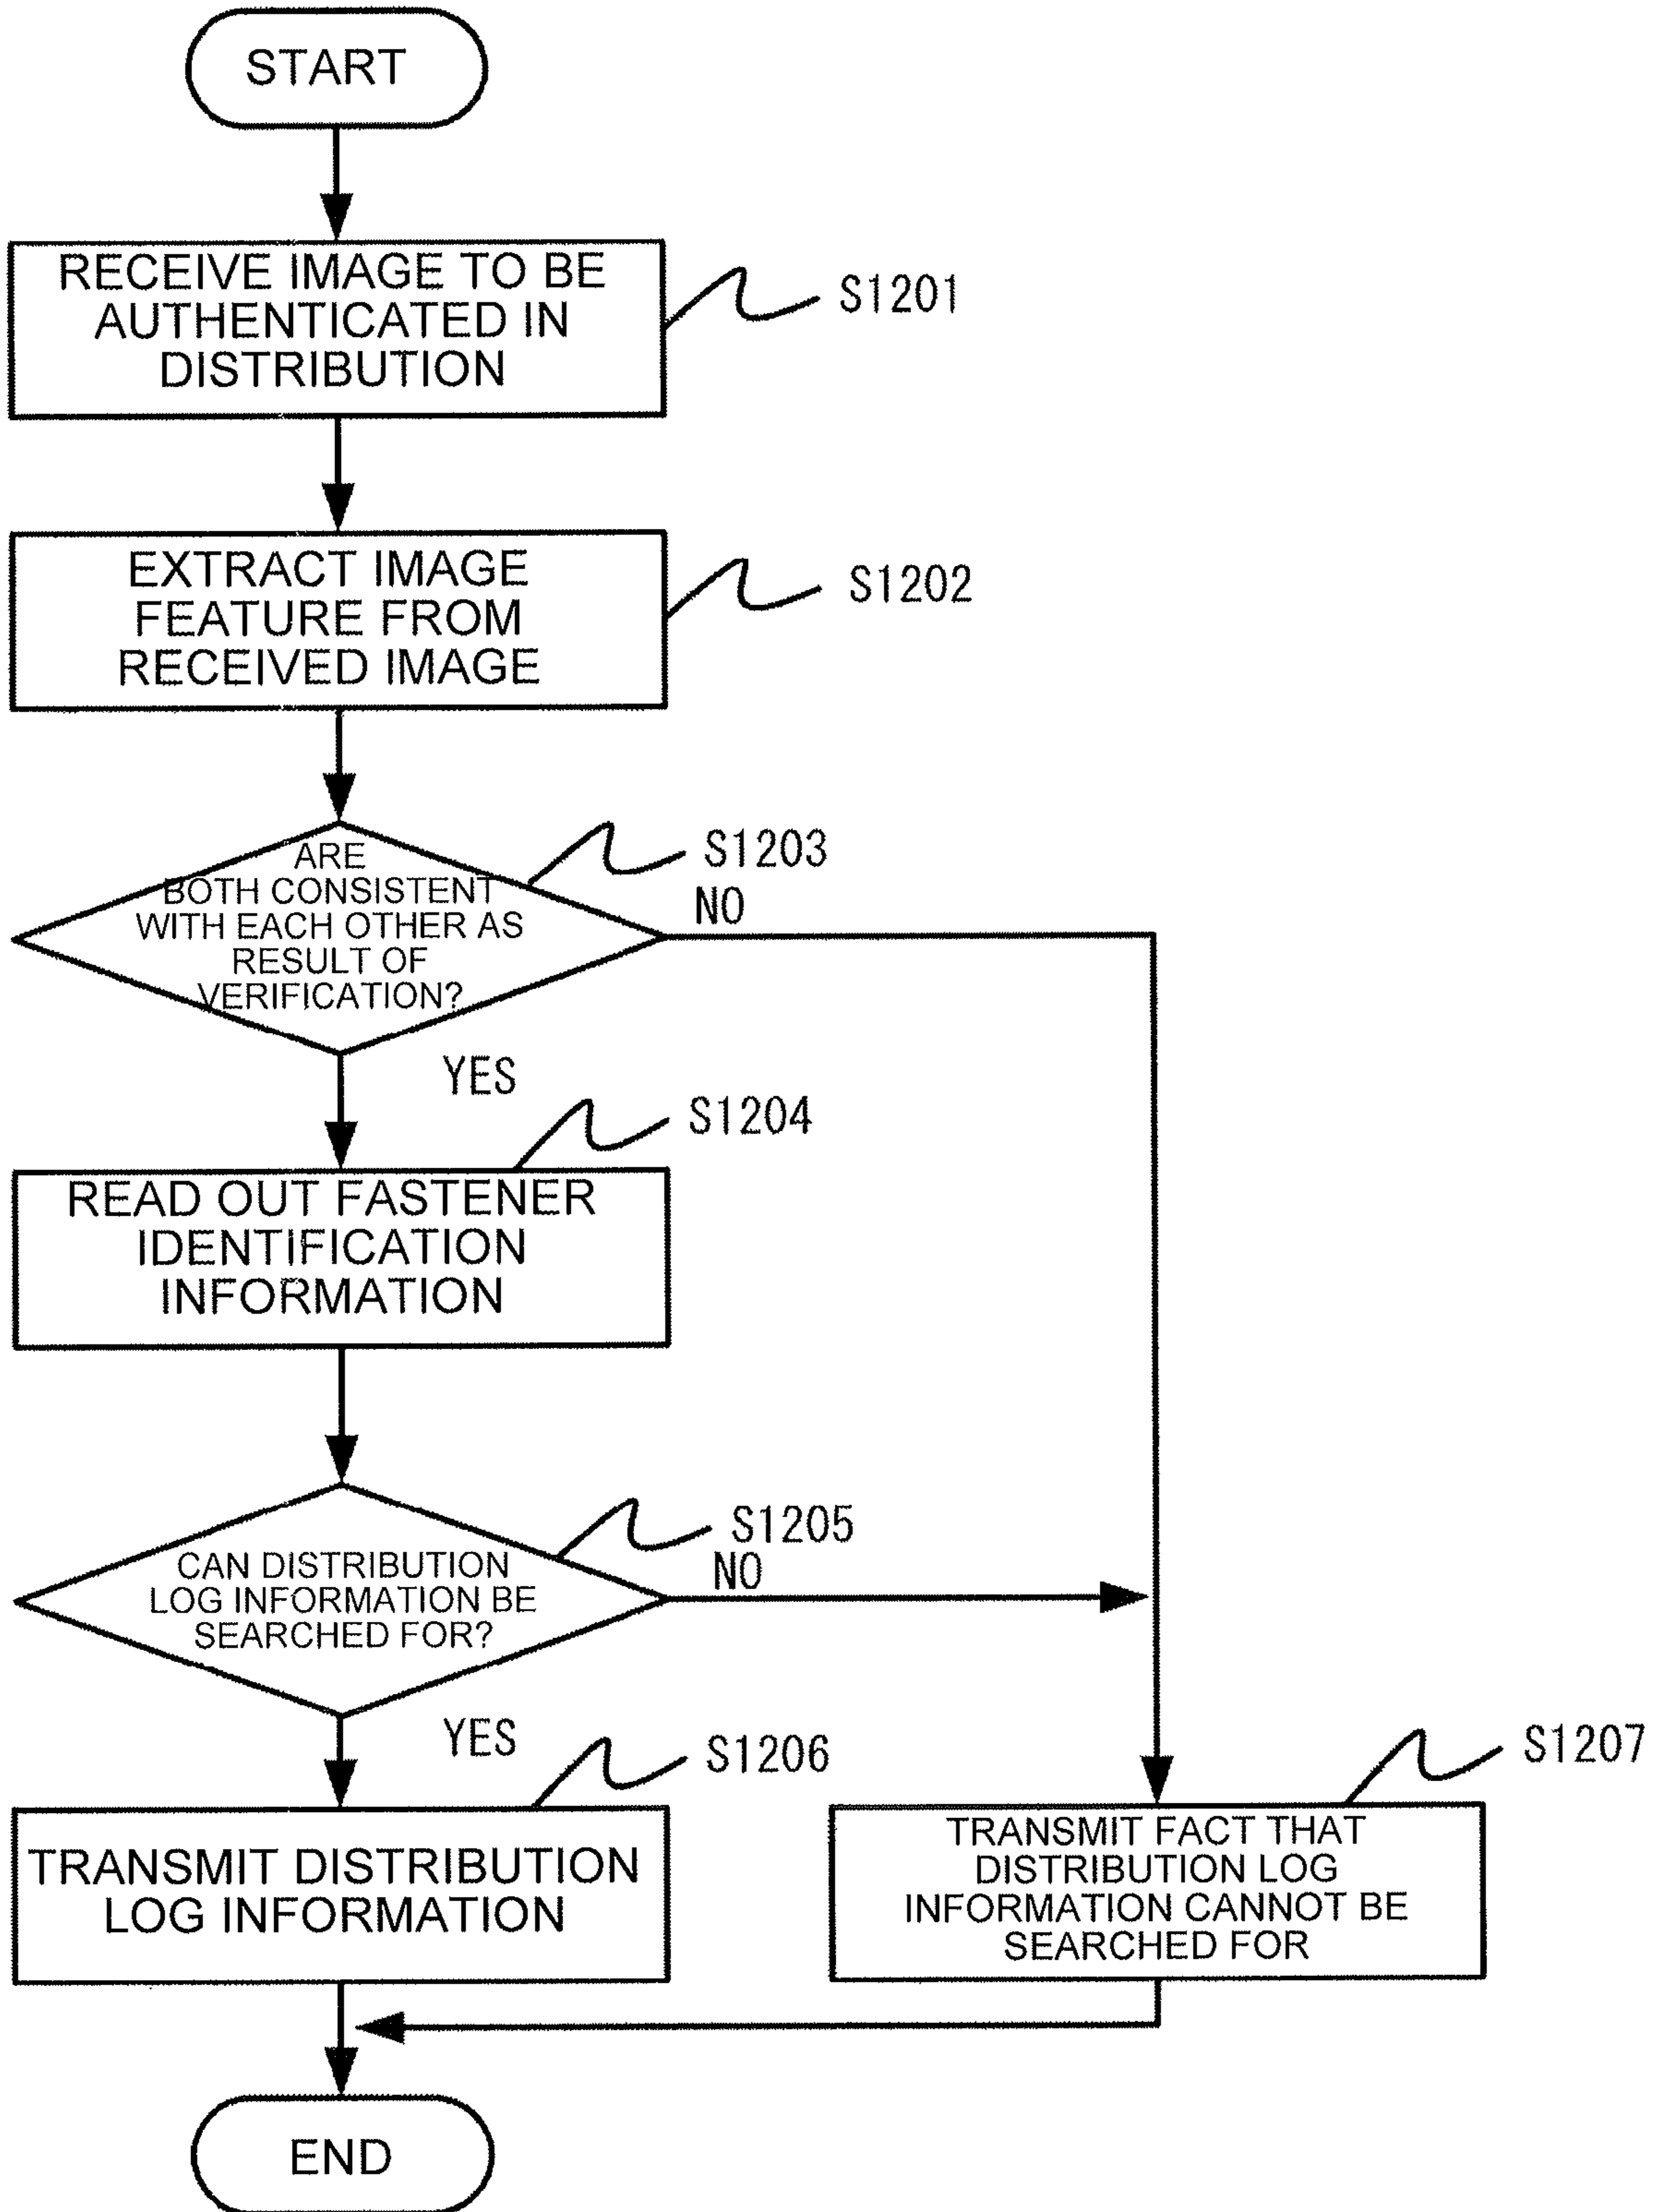 START
RECEIVE IMAGE TO BE
AUTHENTICATED IN
DISTRIBUTION
S1201
EXTRACT IMAGE
FEATURE FROM
RECEIVED IMAGE
S1202
ARE
BOTH CONSISTENT
WITH EACH OTHER AS
RESULT OF
VERIFICATION?
S1203
NO
YES
S1204
READ OUT FASTENER
IDENTIFICATION
INFORMATION
CAN DISTRIBUTION
LOG INFORMATION BE
SEARCHED FOR?
S1205
NO
YES
S1206
TRANSMIT DISTRIBUTION
LOG INFORMATION
S1207
TRANSMIT FACT THAT
DISTRIBUTION LOG
INFORMATION CANNOT BE
SEARCHED FOR
END